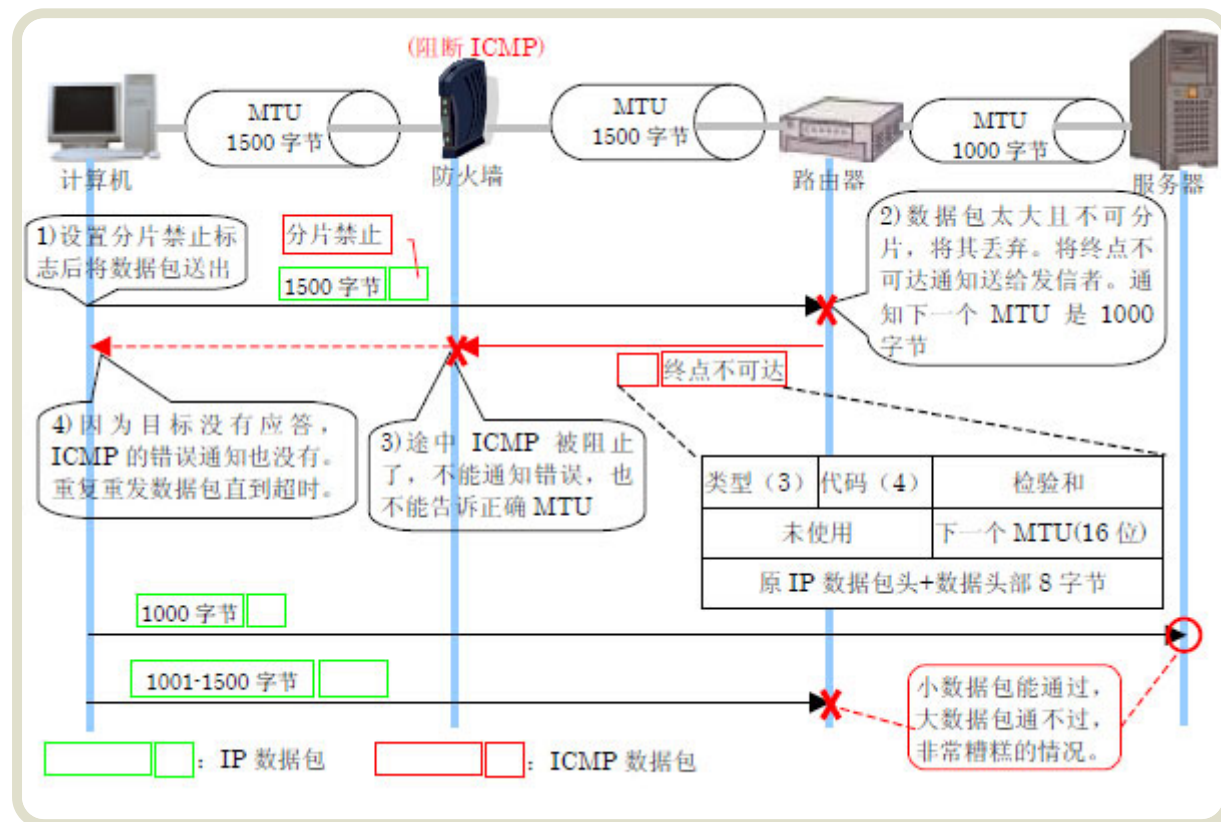 (阻断 ICMP)
MTU
1500 字节
MTU
1500 字节
MTU
1000 字节
计算机
防火墙
路由器
服务器
1)设置分片禁止标
志后将数据包送出
分片禁止
1500 字节
2)数据包太大且不可分
片，将其丢弃。将终点不
可达通知送给发信者。通
知下一个 MTU 是 1000
字节
终点不可达
4)因为目标没有应答，
ICMP 的错误通知也没有。
重复重发数据包直到超时。
3)途中 ICMP 被阻止
了，不能通知错误，也
不能告诉正确 MTU
类型（3） 代码（4） 检验和
未使用 下一个 MTU(16 位)
原 IP 数据包头+数据头部 8 字节
1000 字节
1001-1500 字节
小数据包能通过，
大数据包通不过，
非常糟糕的情况。
：IP 数据包
：ICMP 数据包